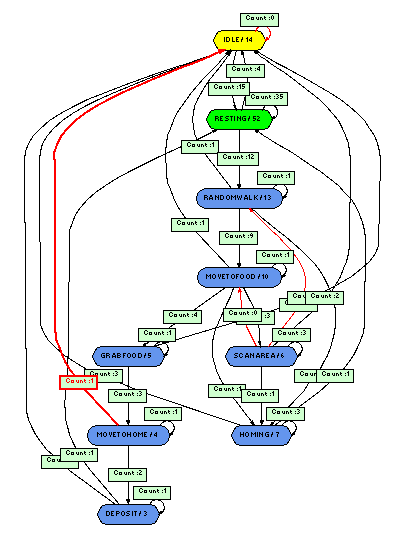 Count :0
IDLE / 14
Count :4
Count :15
Count :35
RESTING / 52
Count :1
Count :12
Count :1
RANDOMWALK / 13
Count :1
Count :9
Count :1
MOVETOFOOD / 10
Count :2
Count :4
Count :0
:3
Count :1
Count :3
GRABFOOD / 5
SCANAREA / 6
Count :3
Count :1
Count :1
Count :3
Count :1
Count :1
Count :1
Count :3
MOVETOHOME / 4
HOMING / 7
Count :1
Count :2
Count :1
DEPOSIT / 3